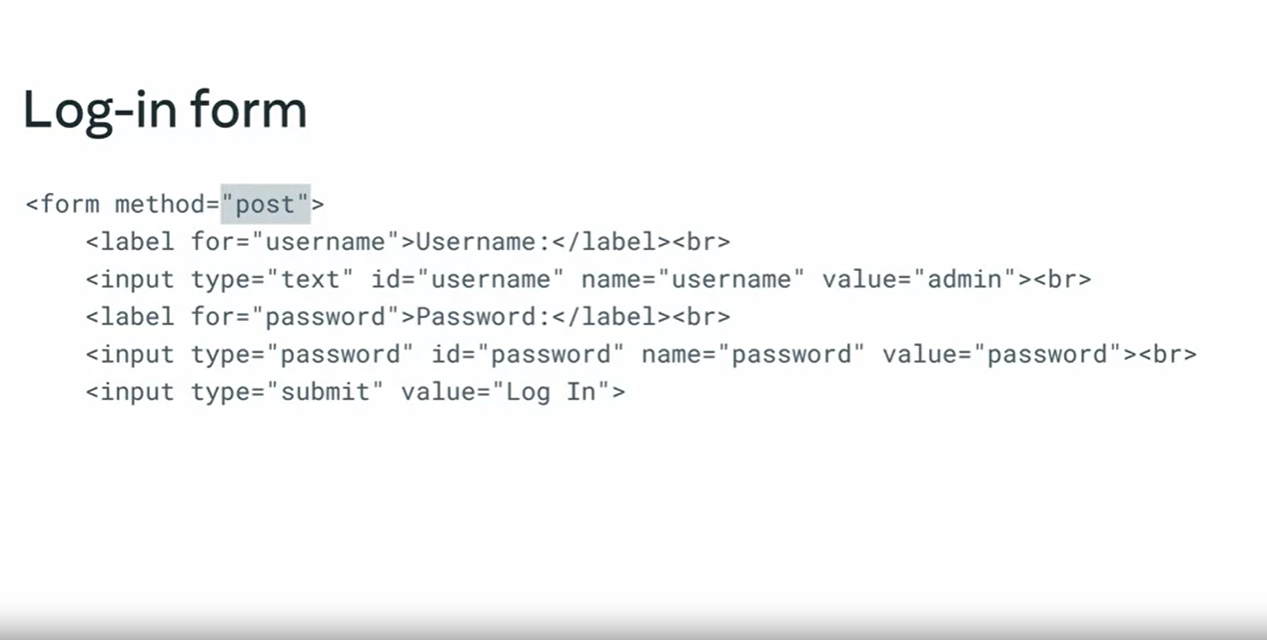 Log-in form
<form method="post">
<label for="username">Username:</label><br>
<input type="text" id="username" name="username" value="admin"><br>
<label for="password">Password:</label><br>
<input type="password" id="password" name="password" value="password"><br>
<input type="submit" value="Log In">